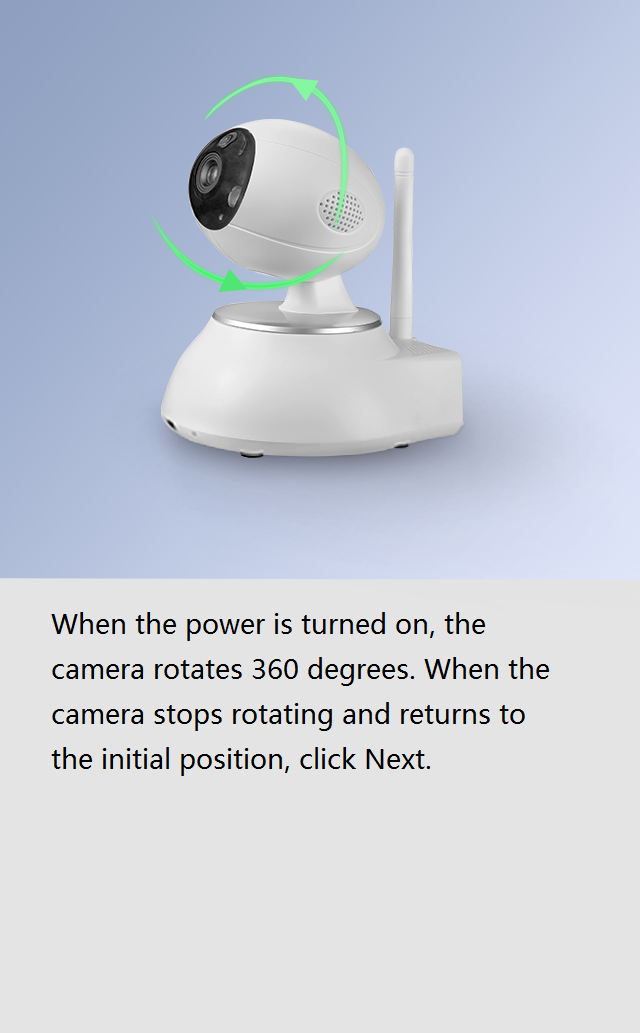 When the power is turned on, the
camera rotates 360 degrees. When the
camera stops rotating and returns to
the initial position, click Next.